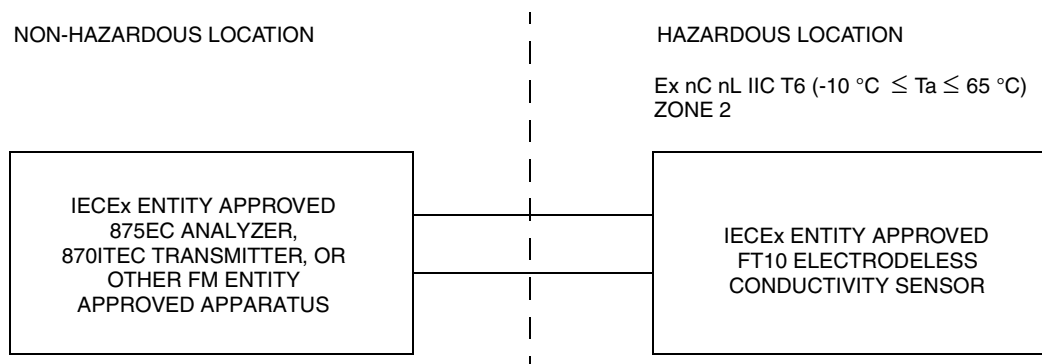 NON-HAZARDOUS LOCATION
HAZARDOUS LOCATION
Ex nC nL IIC T6 (-10 °C ≤ Ta ≤ 65 °C)
ZONE 2
IECEx ENTITY APPROVED
875EC ANALYZER,
870ITEC TRANSMITTER, OR
OTHER FM ENTITY
APPROVED APPARATUS
IECEx ENTITY APPROVED
FT10 ELECTRODELESS
CONDUCTIVITY SENSOR